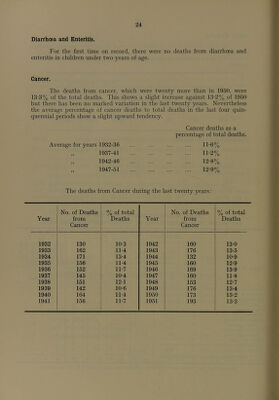 24
Diarrhœa and Enteritis.
For the first time on record, there were no deaths from diarrhœa and
enteritis in children under two years of age.
Cancer.
The deaths from cancer, which were twenty more than in 1950, were
13·3% of the total deaths. This shows a slight increase against 13·2% of 1950
but there has been no marked variation in the last twenty years. Nevertheless
the average percentage of cancer deaths to total deaths in the last four quin-
quennial periods show a slight upward tendency.
Cancer deaths as a
percentage of total deaths.
Average for years 1932-36 ... ... ... ... 11·6%
,, 1937-41 ... ... ... ... 11·2%
,, 1942-46 ... ... ... ... 12·8%
,, 1947-51 ... ... ... ... 12·9%
The deaths from Cancer during the last twenty years:
Year No. of Deaths from Cancer % of total Deaths Year No. of Deaths from Cancer % of total Deaths
1932 130 10·3 1942 160 13·0
1933 162 11·4 1943 176 13·5
1934 171 13·4 1944 132 10·9
1935 156 11·4 1945 160 12·9
1936 152 11·7 1946 169 13·9
1937 145 10·4 1947 160 11·8
1938 151 12·1 1948 153 12·7
1939 142 10·6 1949 176 13·4
1940 164 11·4 1950 173 13·2
1941 156 11·7 1951 193 13·3